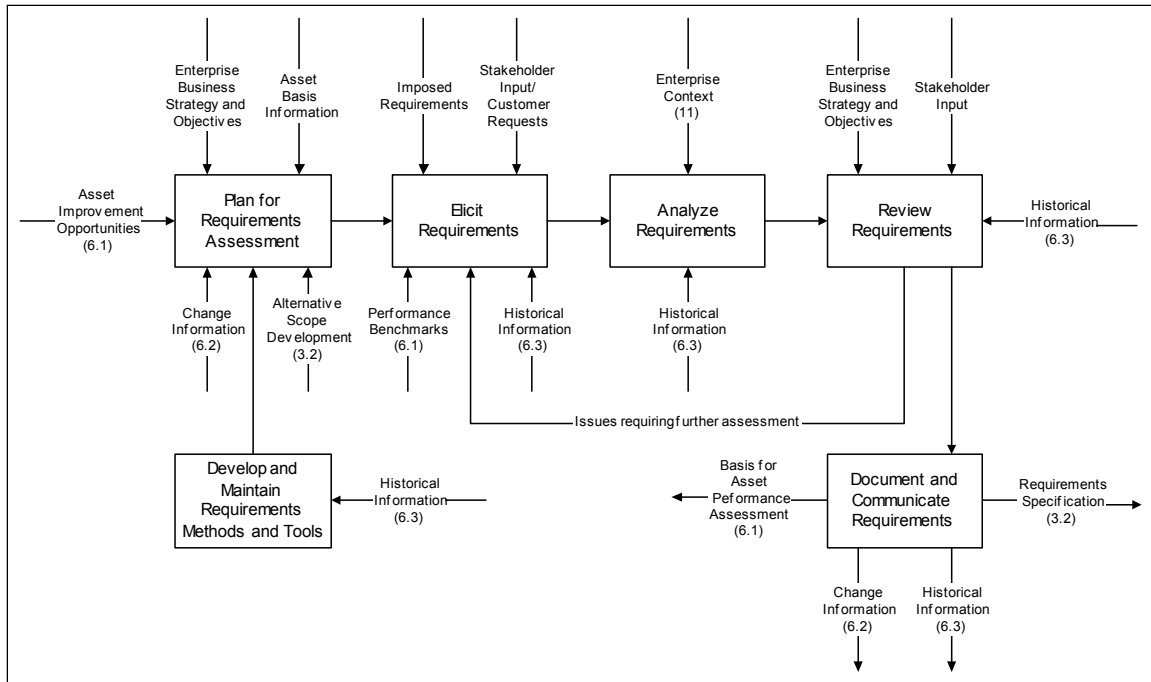 Enterprise
Business
Strategy and
Objectives
Asset
Basis
Information
Imposed
Requirements
Stakeholder
Input/
Customer
Requests
Enterprise
Context
(11)
Enterprise
Business
Strategy and
Objectives
Stakeholder
Input
Asset
Improvement
Opportunities
(6.1)
Plan for
Requirements
Assessment
Elicit
Requirements
Analyze
Requirements
Review
Requirements
Historical
Information
(6.3)
Change
Information
(6.2)
Alternative
Scope
Development
(3.2)
Performance
Benchmarks
(6.1)
Historical
Information
(6.3)
Historical
Information
(6.3)
Issues requiring further assessment
Develop and
Maintain
Requirements
Methods and Tools
Historical
Information
(6.3)
Basis for
Asset
Peformance
Assessment
(6.1)
Document and
Communicate
Requirements
Requirements
Specification
(3.2)
Change
Information
(6.2)
Historical
Information
(6.3)